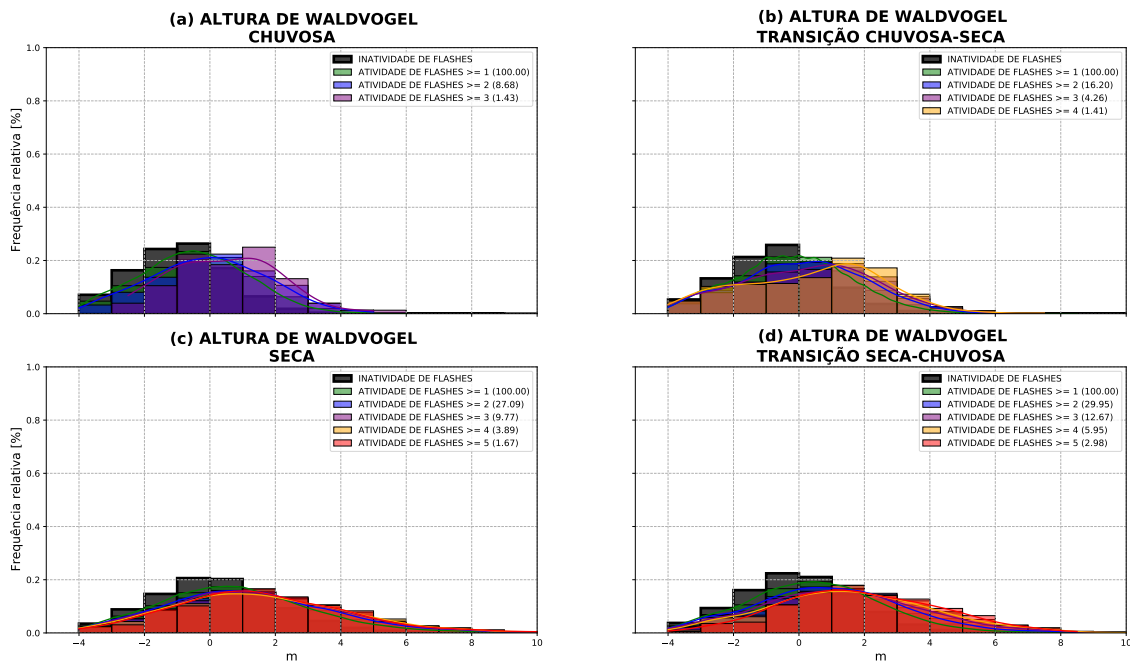 (a) ALTURA DE WALDVOGEL
CHUVOSA
Frequência relativa [%]
1.0
0.8
0.6
0.4
0.2
0.0
INATIVIDADE DE FLASHES
ATIVIDADE DE FLASHES >= 1 (100.00)
ATIVIDADE DE FLASHES >= 2 (8.68)
ATIVIDADE DE FLASHES >= 3 (1.43)
(b) ALTURA DE WALDVOGEL
TRANSIÇÃO CHUVOSA-SECA
INATIVIDADE DE FLASHES
ATIVIDADE DE FLASHES >= 1 (100.00)
ATIVIDADE DE FLASHES >= 2 (16.20)
ATIVIDADE DE FLASHES >= 3 (4.26)
ATIVIDADE DE FLASHES >= 4 (1.41)
(c) ALTURA DE WALDVOGEL
SECA
Frequência relativa [%]
1.0
0.8
0.6
0.4
0.2
0.0
INATIVIDADE DE FLASHES
ATIVIDADE DE FLASHES >= 1 (100.00)
ATIVIDADE DE FLASHES >= 2 (27.09)
ATIVIDADE DE FLASHES >= 3 (9.77)
ATIVIDADE DE FLASHES >= 4 (3.89)
ATIVIDADE DE FLASHES >= 5 (1.67)
−4 −2 0 2 4 6 8 10
m
(d) ALTURA DE WALDVOGEL
TRANSIÇÃO SECA-CHUVOSA
INATIVIDADE DE FLASHES
ATIVIDADE DE FLASHES >= 1 (100.00)
ATIVIDADE DE FLASHES >= 2 (29.95)
ATIVIDADE DE FLASHES >= 3 (12.67)
ATIVIDADE DE FLASHES >= 4 (5.95)
ATIVIDADE DE FLASHES >= 5 (2.98)
−4 −2 0 2 4 6 8 10
m